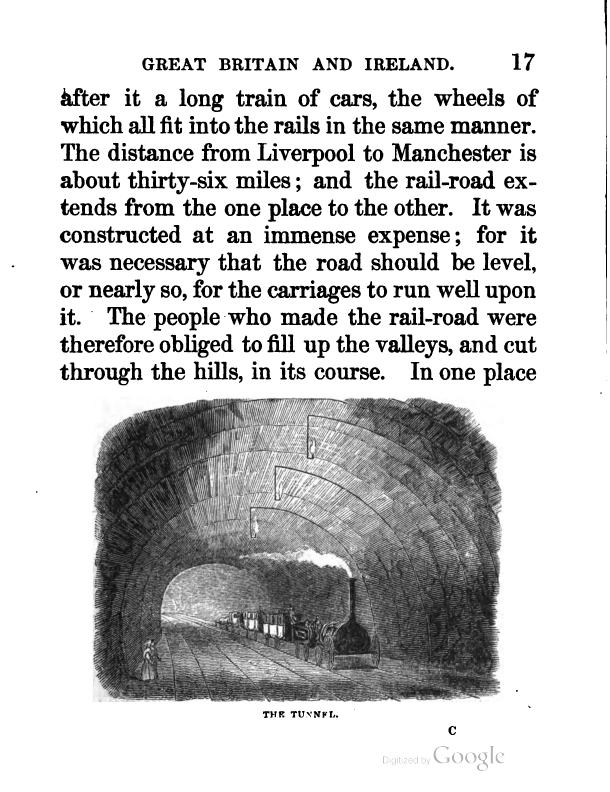 GREAT BRITAIN AND IRELAND. 17
after it a long train of cars, the wheels of
which all fit into the rails in the same manner.
The distance from Liverpool to Manchester is
about thirty-six miles; and the rail-road ex-
tends from the one place to the other. It was
constructed at an immense expense; for it
was necessary that the road should be level,
or nearly so, for the carriages to run well upon
it. The people who made the rail-road were
therefore obliged to fill up the valleys, and cut
through the hills, in its course. In one place
THE TUNNEL.
C
Digitized by Google